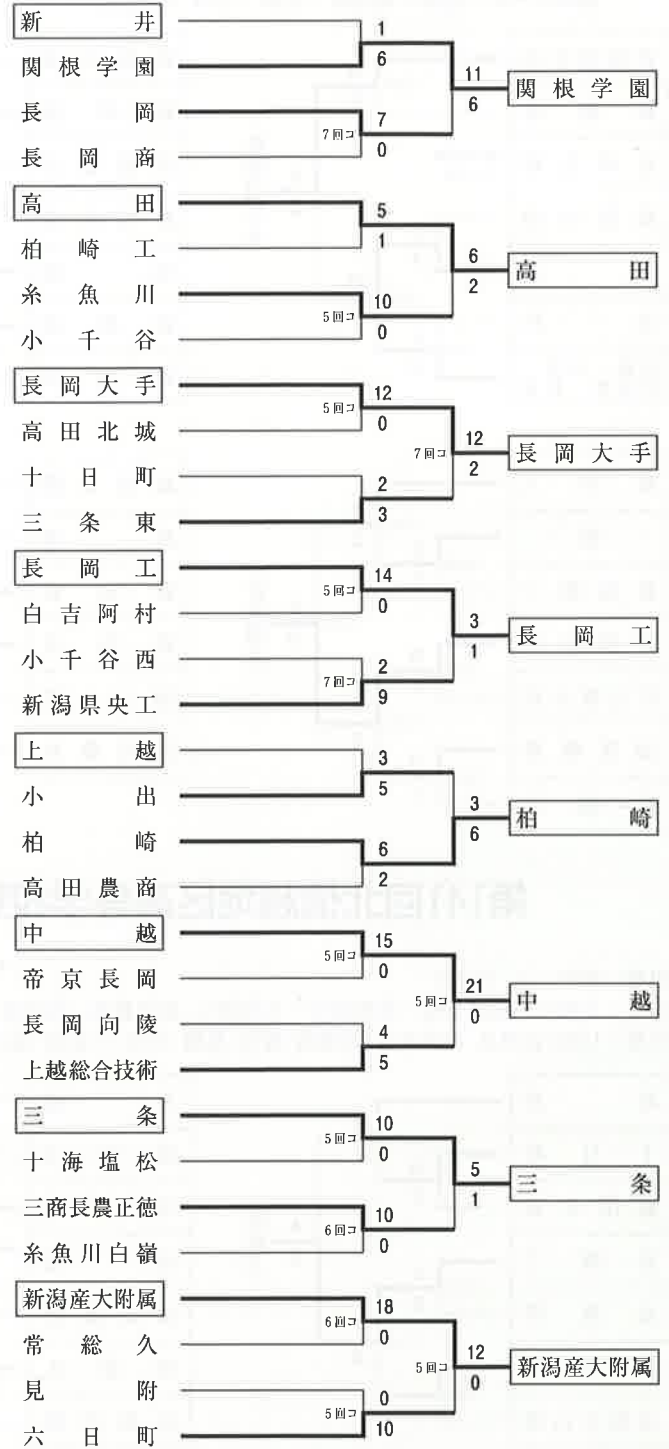 新井
1
関根学園
6
11
関根学園
6
長岡
7
7回コ
長岡商
0
高田
5
柏崎工
1
6
高田
2
糸魚川
10
5回コ
小千谷
0
長岡大手
12
5回コ
高田北城
0
12
7回コ
長岡大手
2
十日町
2
三条東
3
長岡工
14
5回コ
白吉阿村
0
3
長岡工
1
小千谷西
2
7回コ
新潟県央工
9
上越
3
小出
5
3
柏崎
6
柏崎
6
高田農商
2
中越
15
5回コ
帝京長岡
0
21
5回コ
中越
0
長岡向陵
4
上越総合技術
5
三条
10
5回コ
十海塩松
0
5
三条
1
三商長農正徳
10
6回コ
糸魚川白嶺
0
新潟産大附属
18
6回コ
常総久
0
12
5回コ
新潟産大附属
0
見附
0
5回コ
六日町
10